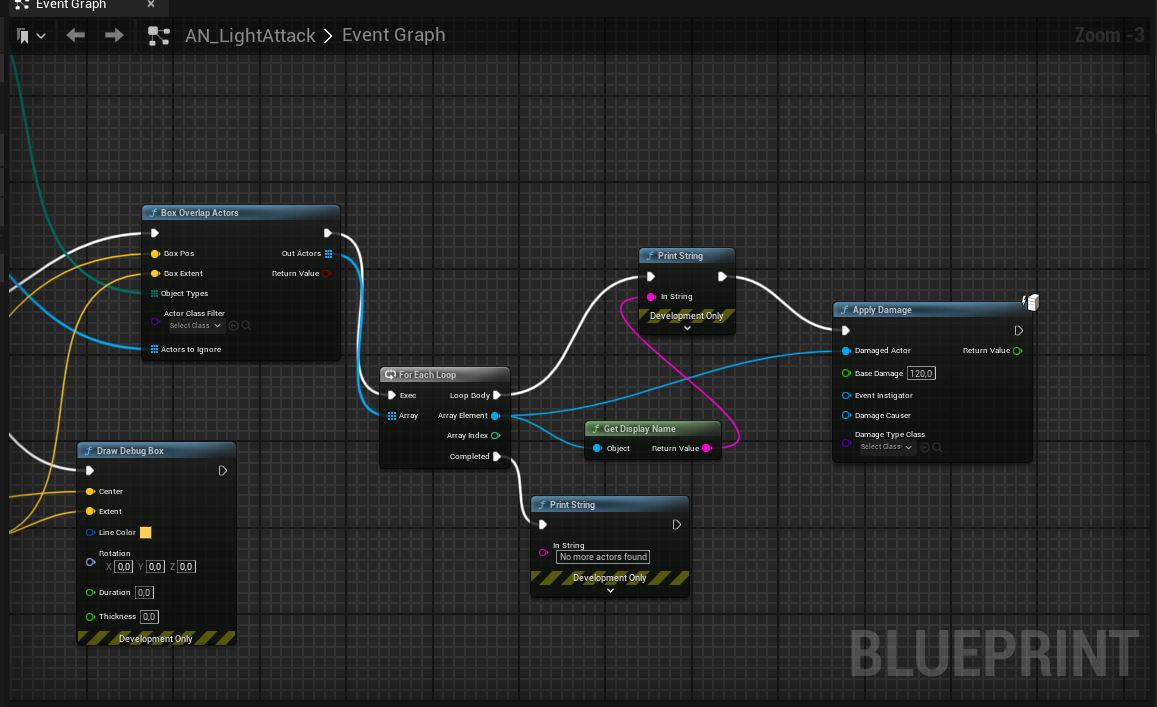 Event Graph
AN_LightAttack > Event Graph
Zoom -3
Box Overlap Actors
Box Pos
Out Actors
Box Extent
Return Value
Object Types
Actor Class Filter
Select Class
Actors to Ignore
Print String
In String
Development Only
Apply Damage
Damaged Actor
Return Value
Base Damage 120,0
Event Instigator
Damage Causer
Damage Type Class
Select Class
For Each Loop
Exec
Loop Body
Array
Array Element
Array Index
Completed
Get Display Name
Object
Return Value
Draw Debug Box
Center
Extent
Line Color
Rotation
X 0,0 Y 0,0 Z 0,0
Duration 0,0
Thickness 0,0
Development Only
Print String
In String
No more actors found
Development Only
BLUEPRINT